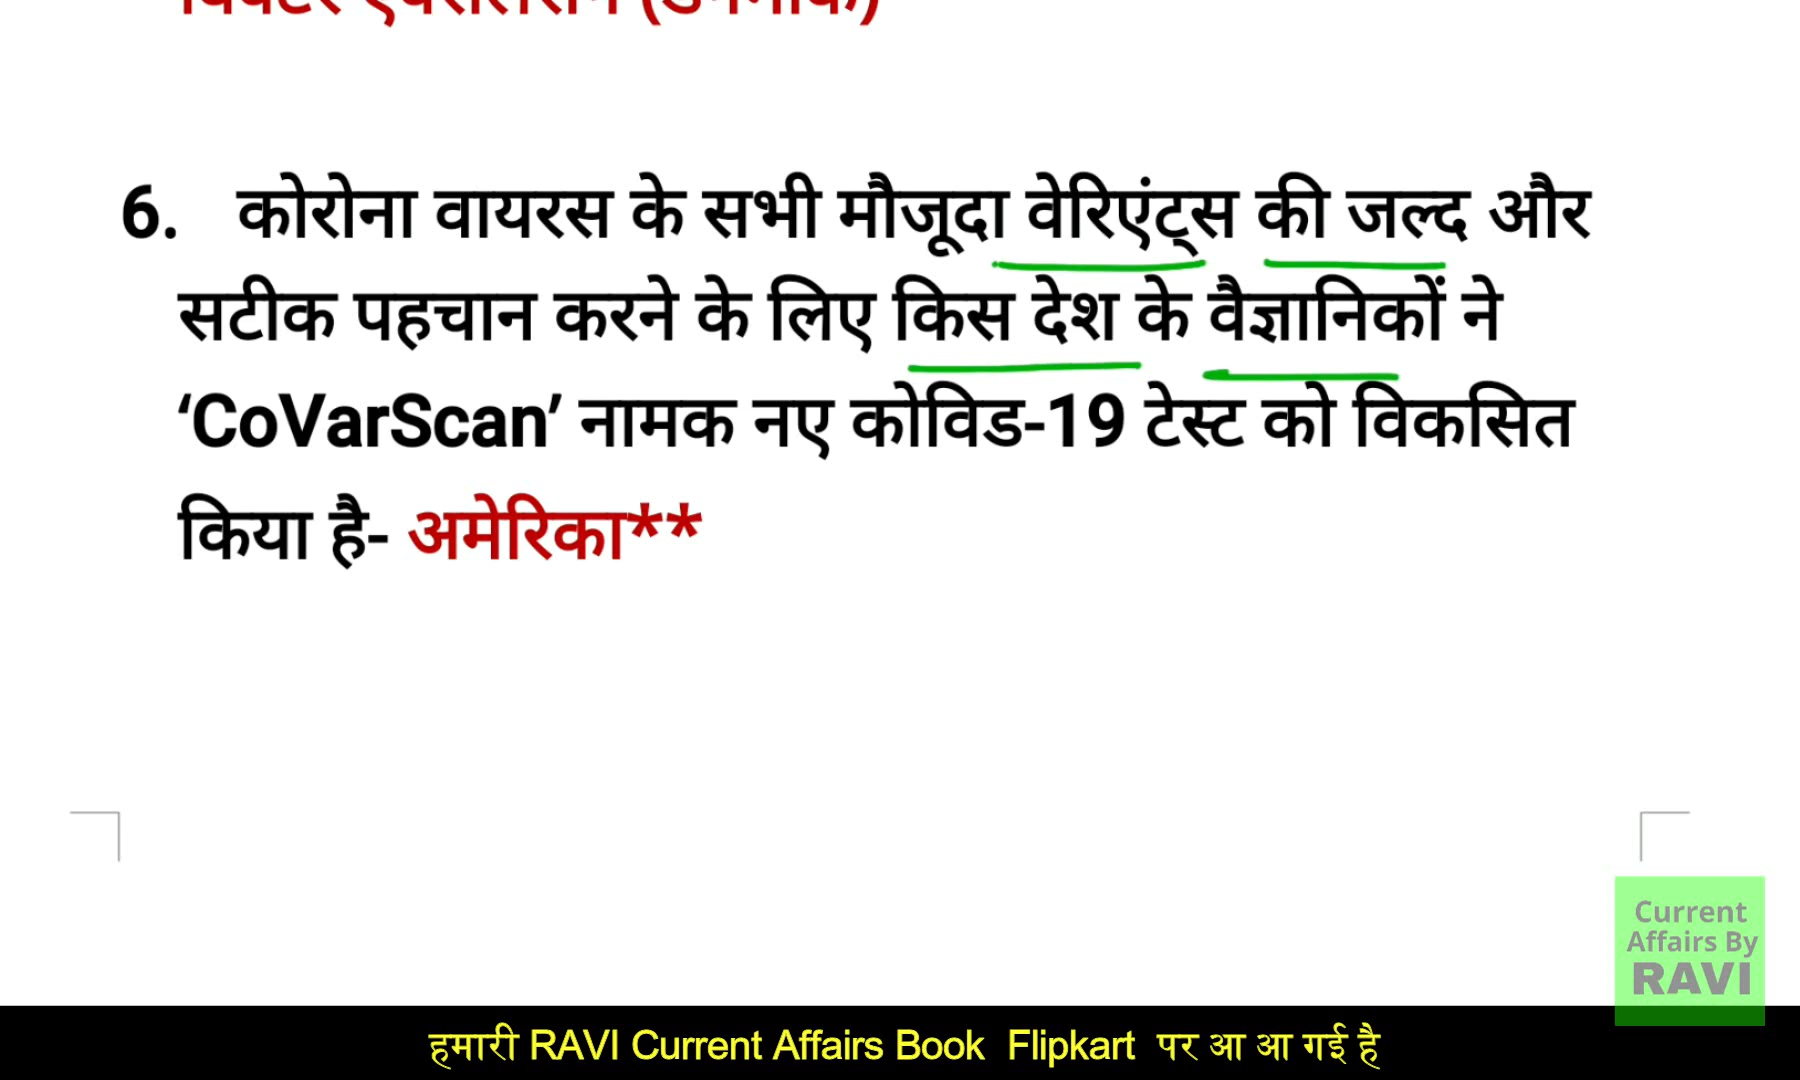 6. कोरोना वायरस के सभी मौजूदा वेरिएंट्स की जल्द और
सटीक पहचान करने के लिए किस देश के वैज्ञानिकों ने
‘CoVarScan’ नामक नए कोविड-19 टेस्ट को विकसित
किया है- अमेरिका**
Current
Affairs By
RAVI
हमारी RAVI Current Affairs Book Flipkart पर आ आ गई है